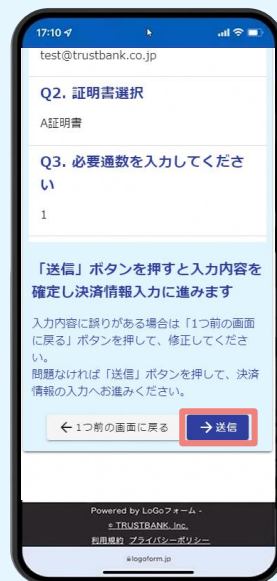 17:10
test@trustbank.co.jp
Q2. 証明書選択
A証明書
Q3. 必要通数を入力してくださ
い
1
「送信」ボタンを押すと入力内容を
確定し決済情報入力に進みます
入力内容に誤りがある場合は「1つ前の画面
に戻る」ボタンを押して、修正してくださ
い。
問題なければ「送信」ボタンを押して、決済
情報の入力へお進みください。
←1つ前の画面に戻る
→送信
Powered by LoGoフォーム -
© TRUSTBANK, Inc.
利用規約 プライバシーポリシー
logoform.jp